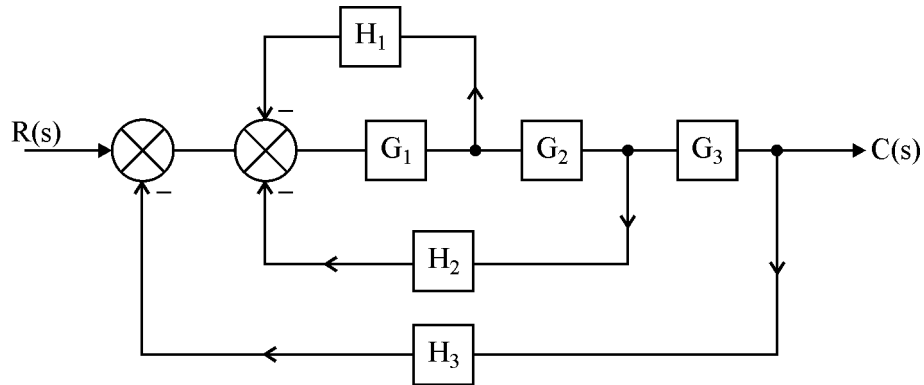 H₁
R(s)
G₁
G₂
G₃
C(s)
−
−
−
H₂
H₃